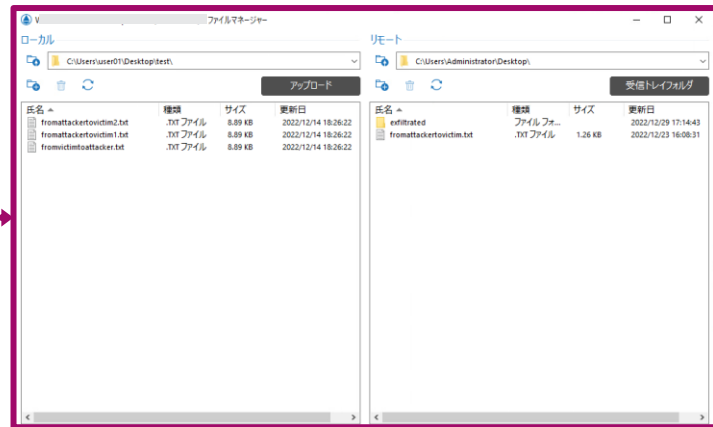 V ファイルマネージャー
ローカル
C:\Users\user01\Desktop\test\
アップロード
氏名 種類 サイズ 更新日
fromattackertovictim2.txt .TXT ファイル 8.89 KB 2022/12/14 18:26:22
fromattackertovictim1.txt .TXT ファイル 8.89 KB 2022/12/14 18:26:22
fromvictimtoattacker.txt .TXT ファイル 8.89 KB 2022/12/14 18:26:22
リモート
C:\Users\Administrator\Desktop\
受信トレイフォルダ
氏名 種類 サイズ 更新日
exfiltrated ファイル フォ... 2022/12/29 17:14:43
fromattackertovictim.txt .TXT ファイル 1.26 KB 2022/12/23 16:08:31